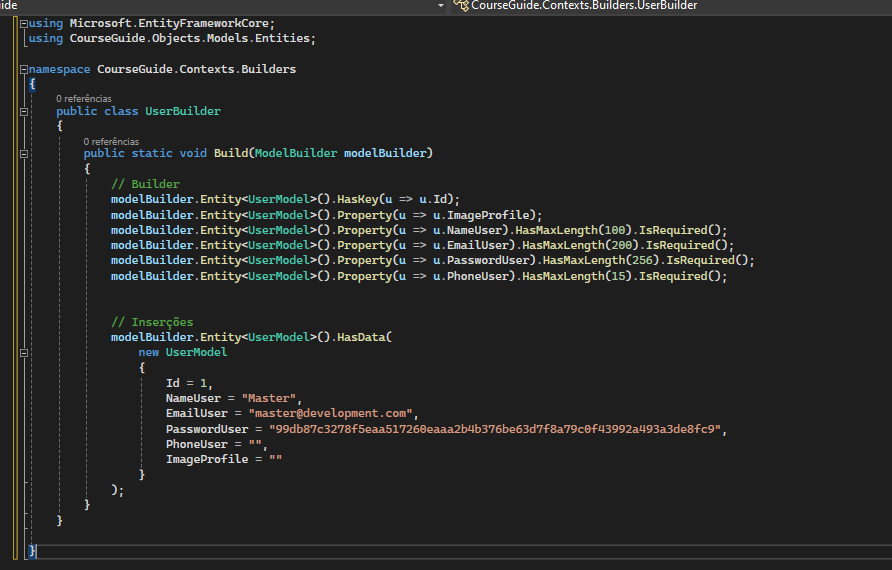 ide
CourseGuide.Contexts.Builders.UserBuilder
using Microsoft.EntityFrameworkCore;
using CourseGuide.Objects.Models.Entities;
namespace CourseGuide.Contexts.Builders
{
0 referências
public class UserBuilder
{
0 referências
public static void Build(ModelBuilder modelBuilder)
{
// Builder
modelBuilder.Entity<UserModel>().HasKey(u => u.Id);
modelBuilder.Entity<UserModel>().Property(u => u.ImageProfile);
modelBuilder.Entity<UserModel>().Property(u => u.NameUser).HasMaxLength(100).IsRequired();
modelBuilder.Entity<UserModel>().Property(u => u.EmailUser).HasMaxLength(200).IsRequired();
modelBuilder.Entity<UserModel>().Property(u => u.PasswordUser).HasMaxLength(256).IsRequired();
modelBuilder.Entity<UserModel>().Property(u => u.PhoneUser).HasMaxLength(15).IsRequired();
// Inserções
modelBuilder.Entity<UserModel>().HasData(
new UserModel
{
Id = 1,
NameUser = "Master",
EmailUser = "master@development.com",
PasswordUser = "99db87c3278f5eaa517260eaaa2b4b376be63d7f8a79c0f43992a493a3de8fc9",
PhoneUser = "",
ImageProfile = ""
}
);
}
}
}